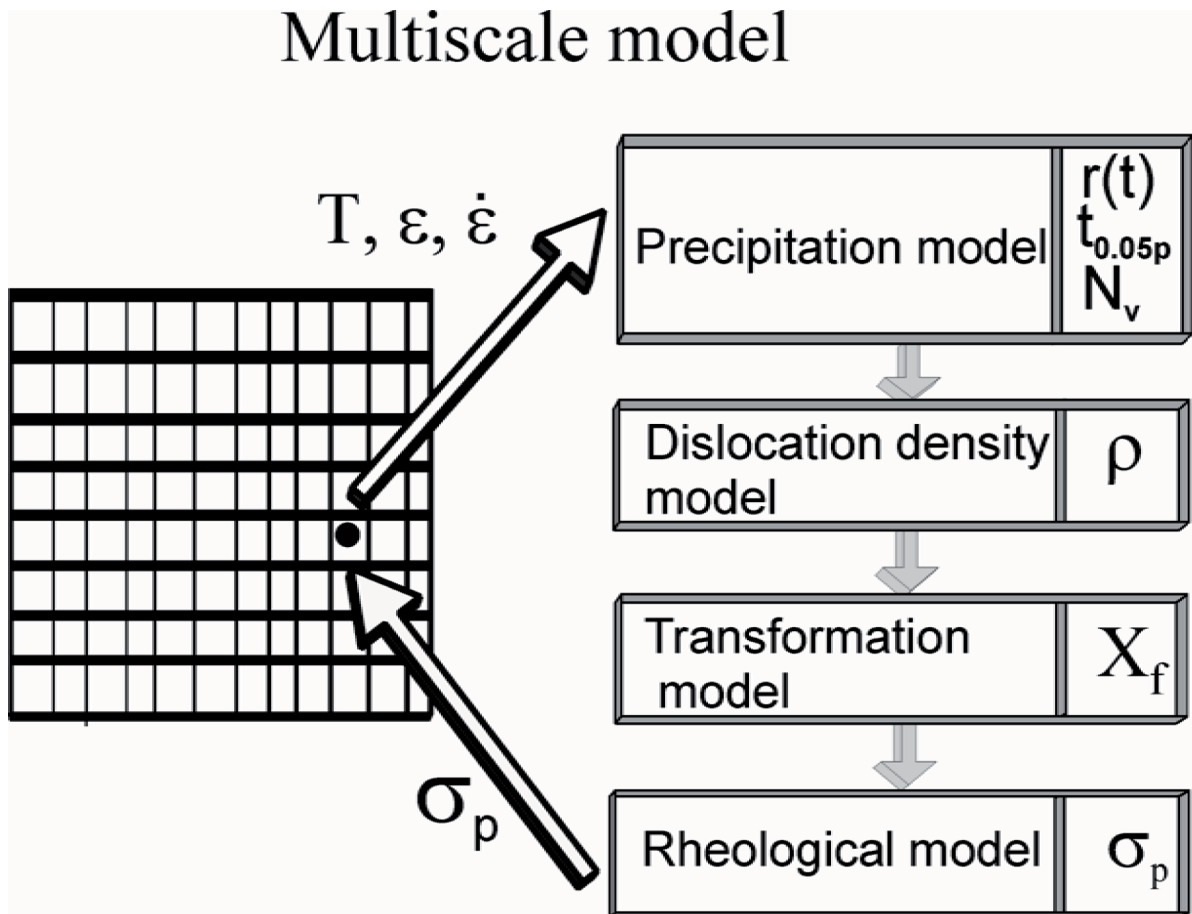 Multiscale model
T, ε, ε̇
Precipitation model
r(t)
t0.05p
Nv
Dislocation density
model
ρ
Transformation
model
Xf
σp
Rheological model
σp